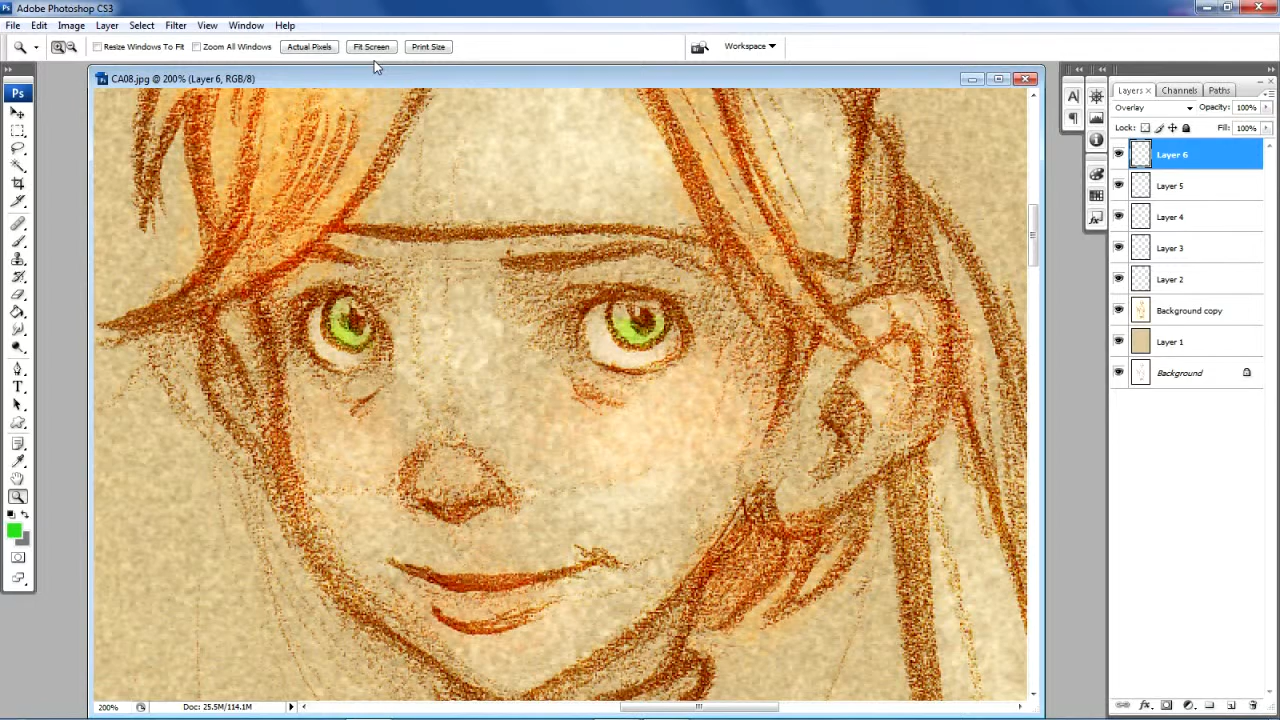 Ps Adobe Photoshop CS3
File Edit Image Layer Select Filter View Window Help
Resize Windows To Fit Zoom All Windows Actual Pixels Fit Screen Print Size Workspace
CA08.jpg @ 200% (Layer 6, RGB/8)
Ps
T
A
Layers x Channels Paths
Overlay Opacity: 100%
Lock: Fill: 100%
Layer 6
Layer 5
Layer 4
Layer 3
Layer 2
Background copy
Layer 1
Background
200% Doc: 25.5M/114.1M
fx